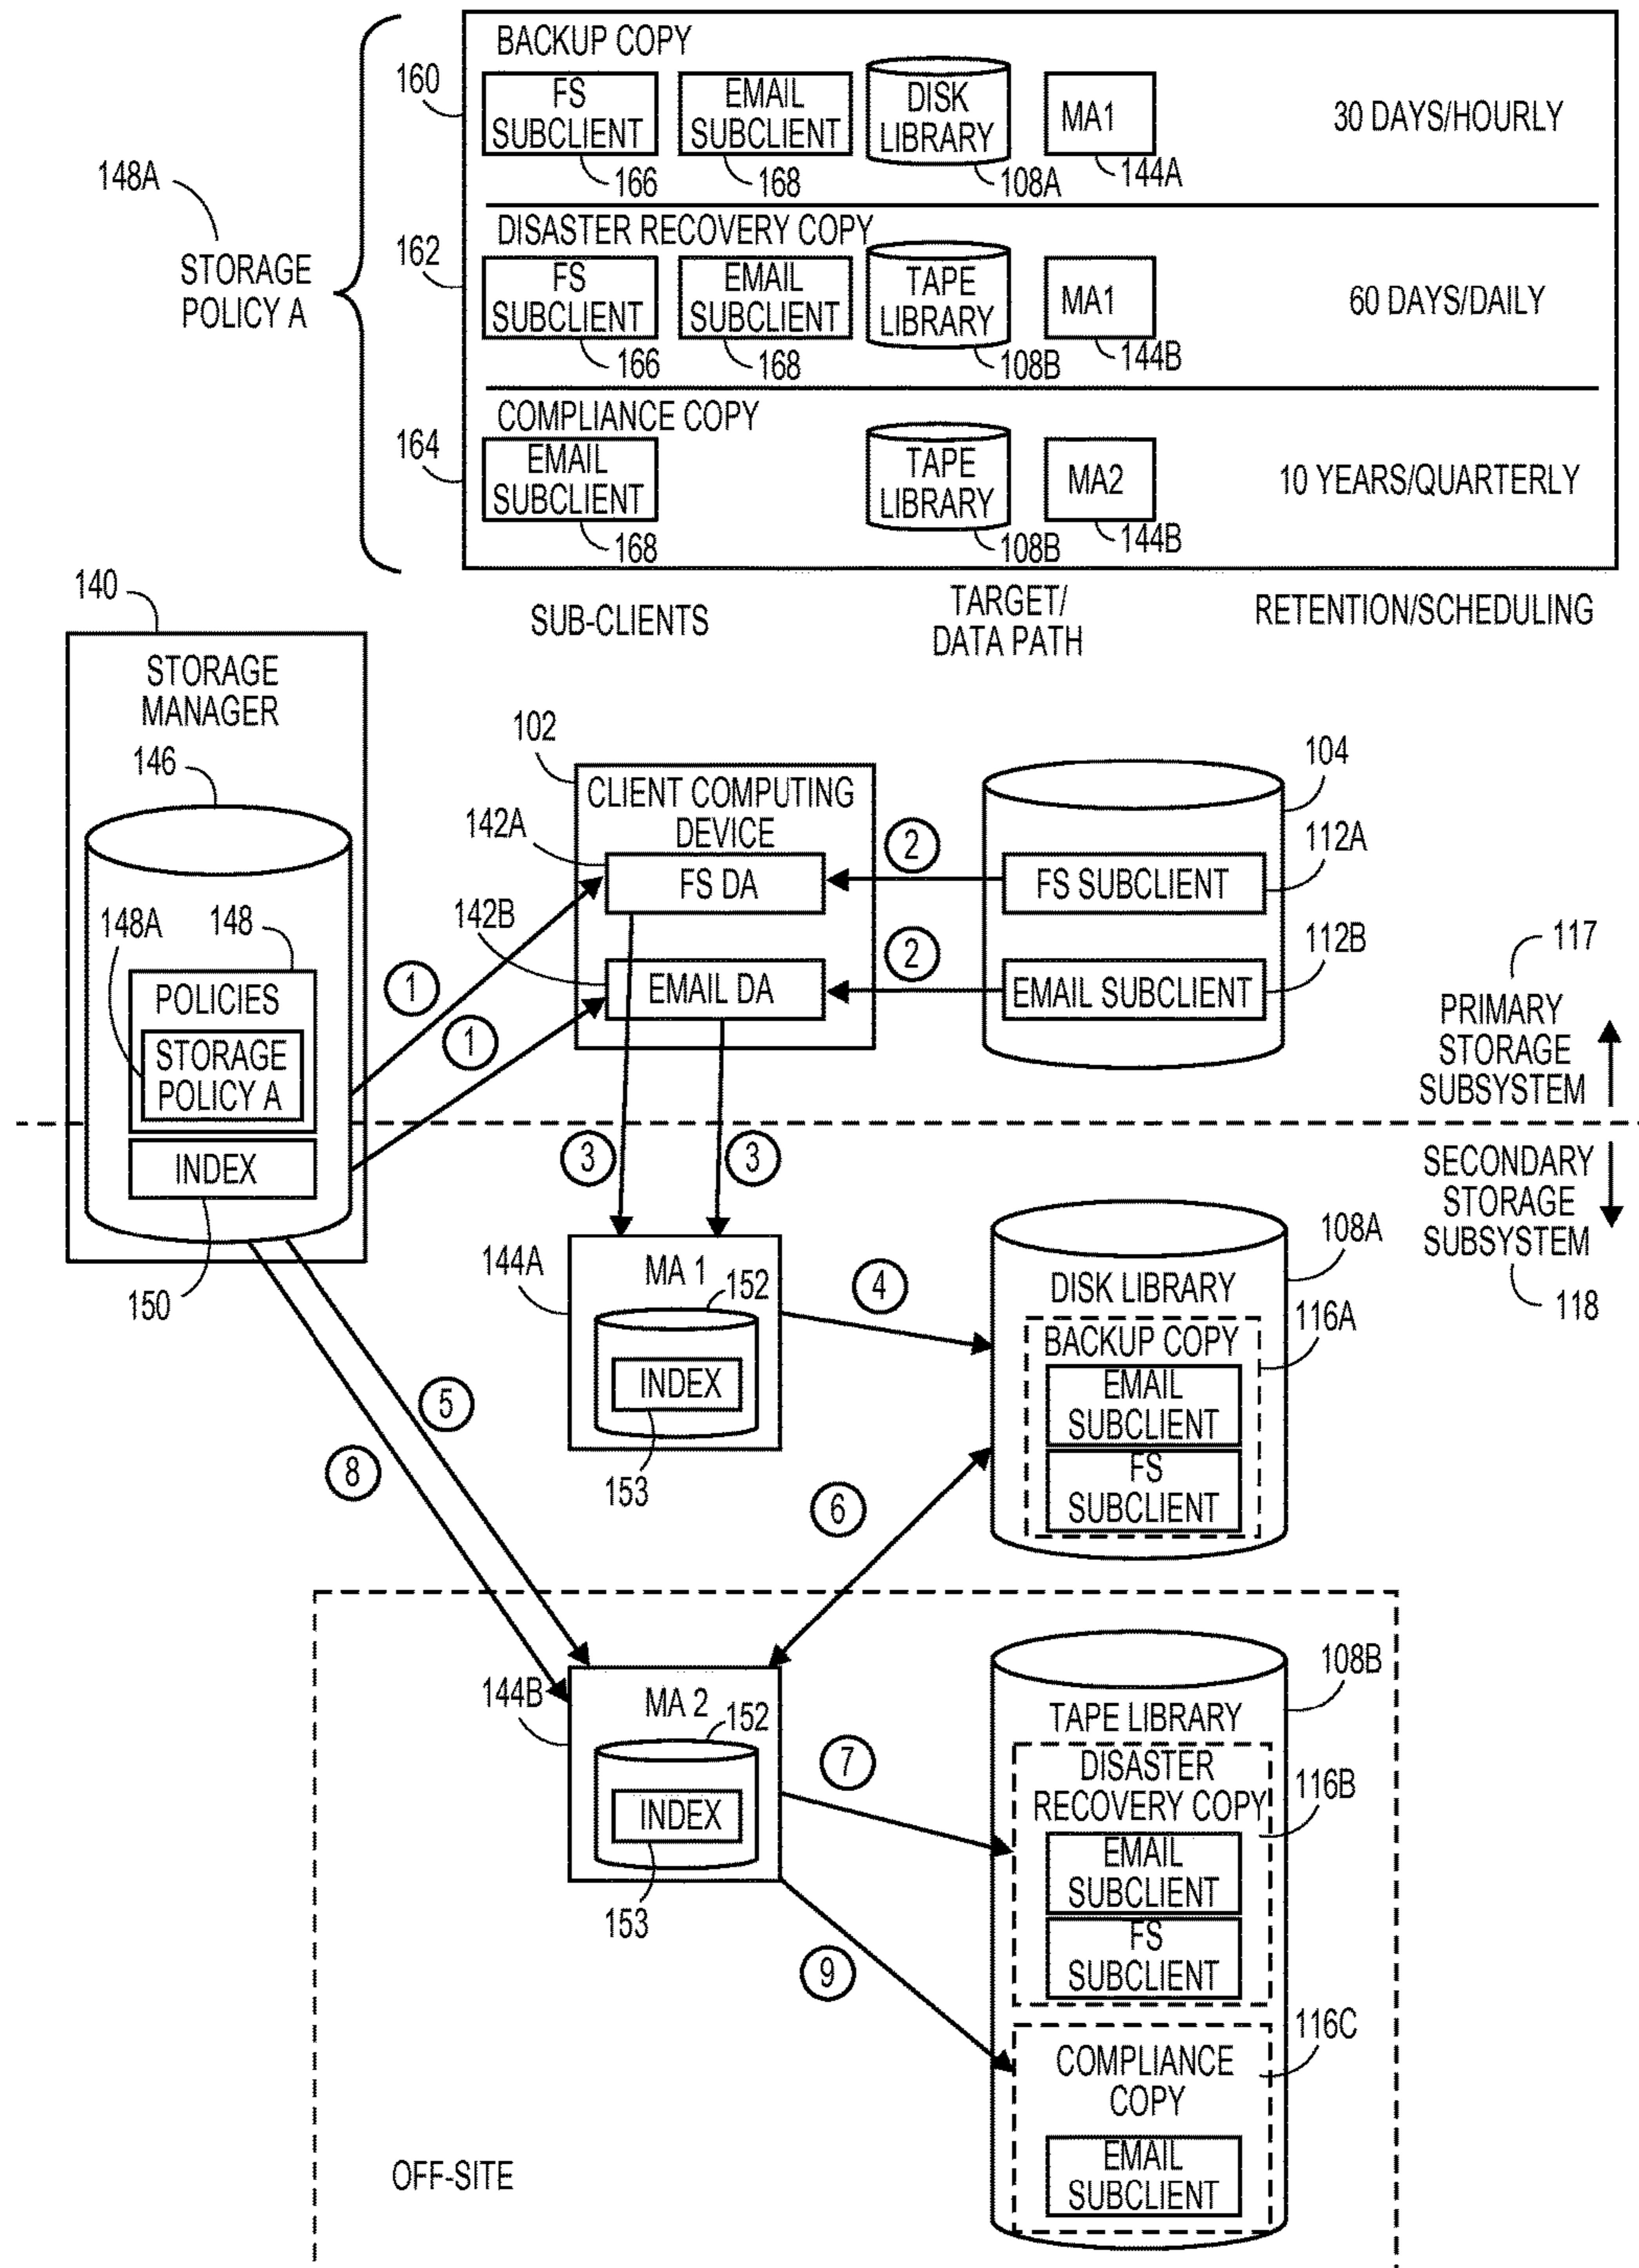 BACKUP COPY
160
FS
SUBCLIENT
166
EMAIL
SUBCLIENT
168
DISK
LIBRARY
108A
MA1
144A
30 DAYS/HOURLY
148A
STORAGE
POLICY A
DISASTER RECOVERY COPY
162
FS
SUBCLIENT
166
EMAIL
SUBCLIENT
168
TAPE
LIBRARY
108B
MA1
144B
60 DAYS/DAILY
COMPLIANCE COPY
164
EMAIL
SUBCLIENT
168
TAPE
LIBRARY
108B
MA2
144B
10 YEARS/QUARTERLY
SUB-CLIENTS
TARGET/
DATA PATH
RETENTION/SCHEDULING
140
STORAGE
MANAGER
146
148A
148
POLICIES
STORAGE
POLICY A
INDEX
150
102
CLIENT COMPUTING
DEVICE
142A
FS DA
142B
EMAIL DA
1
1
2
2
104
FS SUBCLIENT
112A
EMAIL SUBCLIENT
112B
117
PRIMARY
STORAGE
SUBSYSTEM
SECONDARY
STORAGE
SUBSYSTEM
118
3
3
144A
MA 1
152
INDEX
153
4
108A
DISK LIBRARY
BACKUP COPY
116A
EMAIL
SUBCLIENT
FS
SUBCLIENT
5
8
6
144B
MA 2
152
INDEX
153
7
9
108B
TAPE LIBRARY
DISASTER
RECOVERY COPY
116B
EMAIL
SUBCLIENT
FS
SUBCLIENT
116C
COMPLIANCE
COPY
EMAIL
SUBCLIENT
OFF-SITE